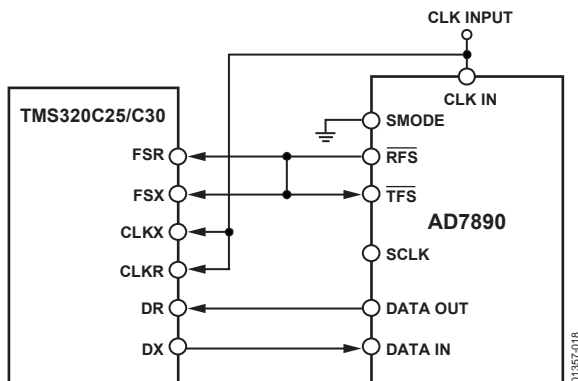 CLK INPUT
CLK IN
TMS320C25/C30
SMODE
FSR
RFS
FSX
TFS
AD7890
CLKX
SCLK
CLKR
DR
DATA OUT
DX
DATA IN
01357-018